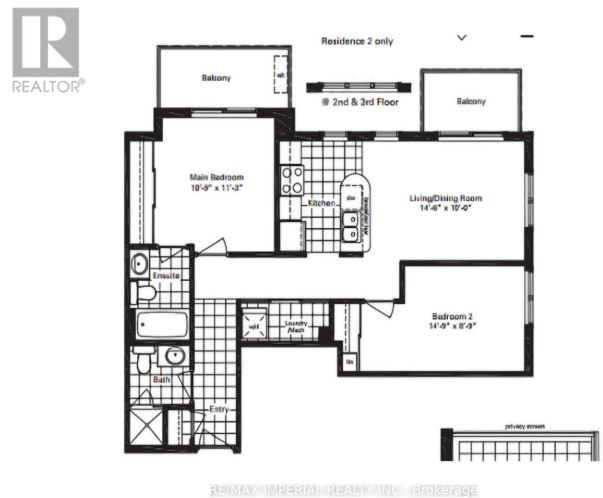 REALTOR®
Residence 2 only
Balcony
@ 2nd & 3rd Floor
Balcony
Main Bedroom
10'-9" x 11'-3"
Kitchen
DW
Living/Dining Room
14'-6" x 10'-0"
Ensuite
Bedroom 2
14'-9" x 8'-9"
Laundry
/Mech
Bath
Entry
privacy screen
RE/MAX IMPERIAL REALTY INC., Brokerage